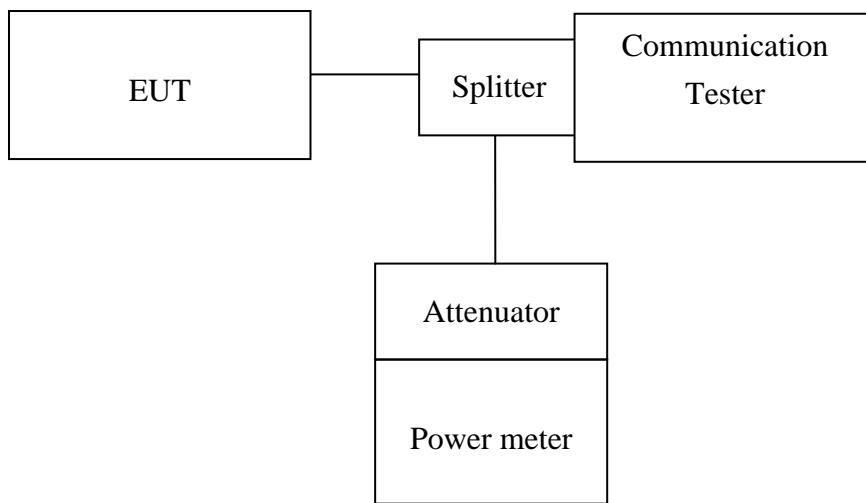 EUT
Splitter
Communication
Tester
Attenuator
Power meter